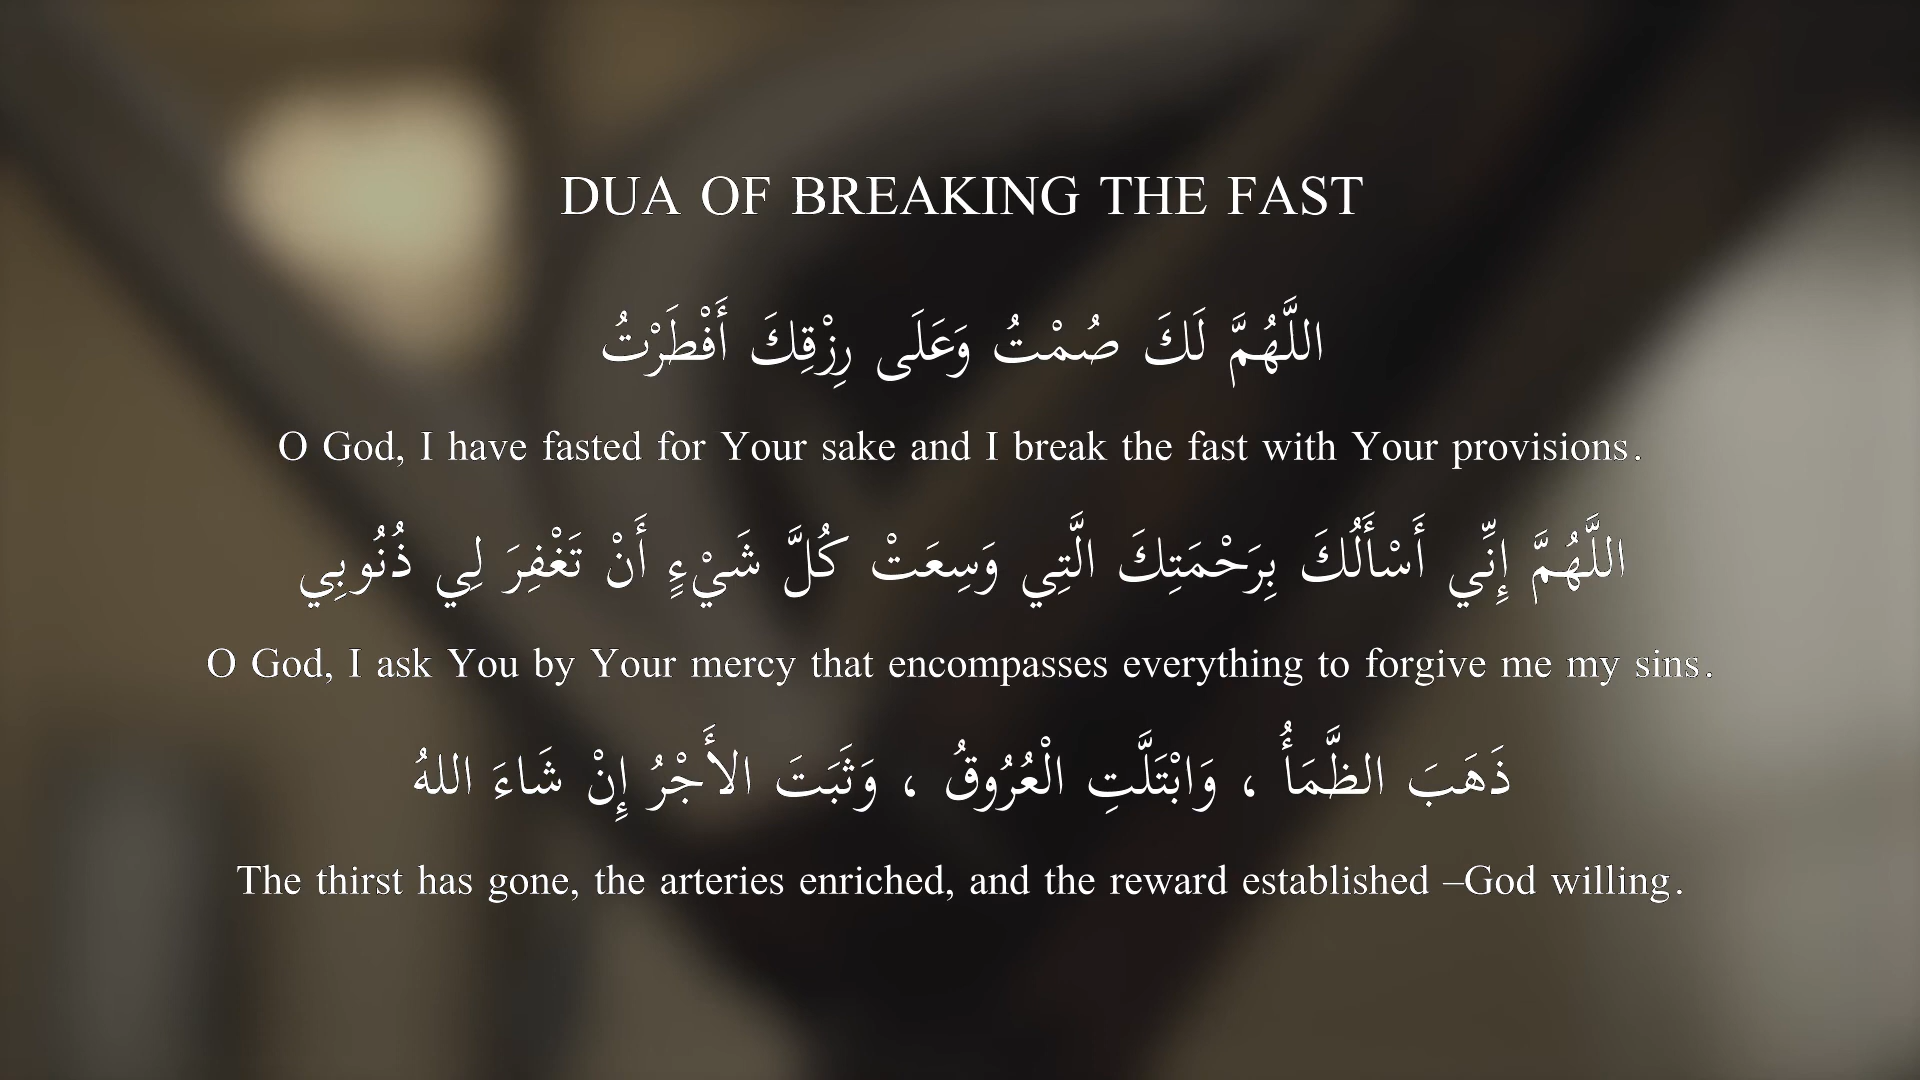 DUA OF BREAKING THE FAST
اللَّهُمَّ لَكَ صُمْتُ وَعَلَى رِزْقِكَ أَفْطَرْتُ
O God, I have fasted for Your sake and I break the fast with Your provisions.
اللَّهُمَّ إِنِّي أَسْأَلُكَ بِرَحْمَتِكَ الَّتِي وَسِعَتْ كُلَّ شَيْءٍ أَنْ تَغْفِرَ لِي ذُنُوبِي
O God, I ask You by Your mercy that encompasses everything to forgive me my sins.
ذَهَبَ الظَّمَأُ ، وَابْتَلَّتِ الْعُرُوقُ ، وَثَبَتَ الأَجْرُ إِنْ شَاءَ اللهُ
The thirst has gone, the arteries enriched, and the reward established –God willing.